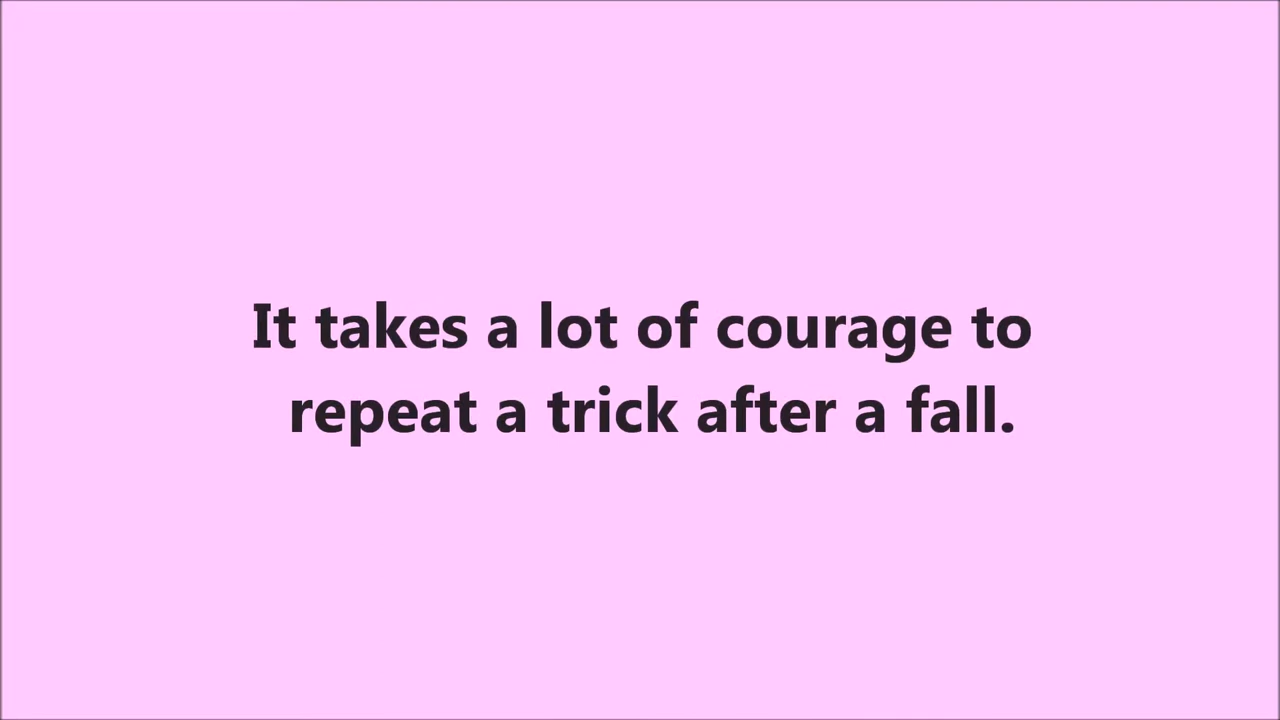 It takes a lot of courage to
repeat a trick after a fall.